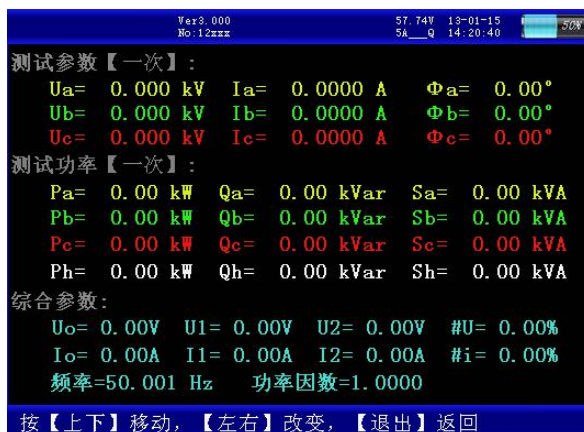 Ver3.000 57.74V 13-01-15 50%
No:12xxx 5A__Q 14:20:40
测试参数【一次】:
Ua= 0.000 kV Ia= 0.0000 A Φa= 0.00°
Ub= 0.000 kV Ib= 0.0000 A Φb= 0.00°
Uc= 0.000 kV Ic= 0.0000 A Φc= 0.00°
测试功率【一次】:
Pa= 0.00 kW Qa= 0.00 kVar Sa= 0.00 kVA
Pb= 0.00 kW Qb= 0.00 kVar Sb= 0.00 kVA
Pc= 0.00 kW Qc= 0.00 kVar Sc= 0.00 kVA
Ph= 0.00 kW Qh= 0.00 kVar Sh= 0.00 kVA
综合参数:
Uo= 0.00V U1= 0.00V U2= 0.00V #U= 0.00%
Io= 0.00A I1= 0.00A I2= 0.00A #i= 0.00%
频率=50.001 Hz 功率因数=1.0000
按【上下】移动，【左右】改变，【退出】返回